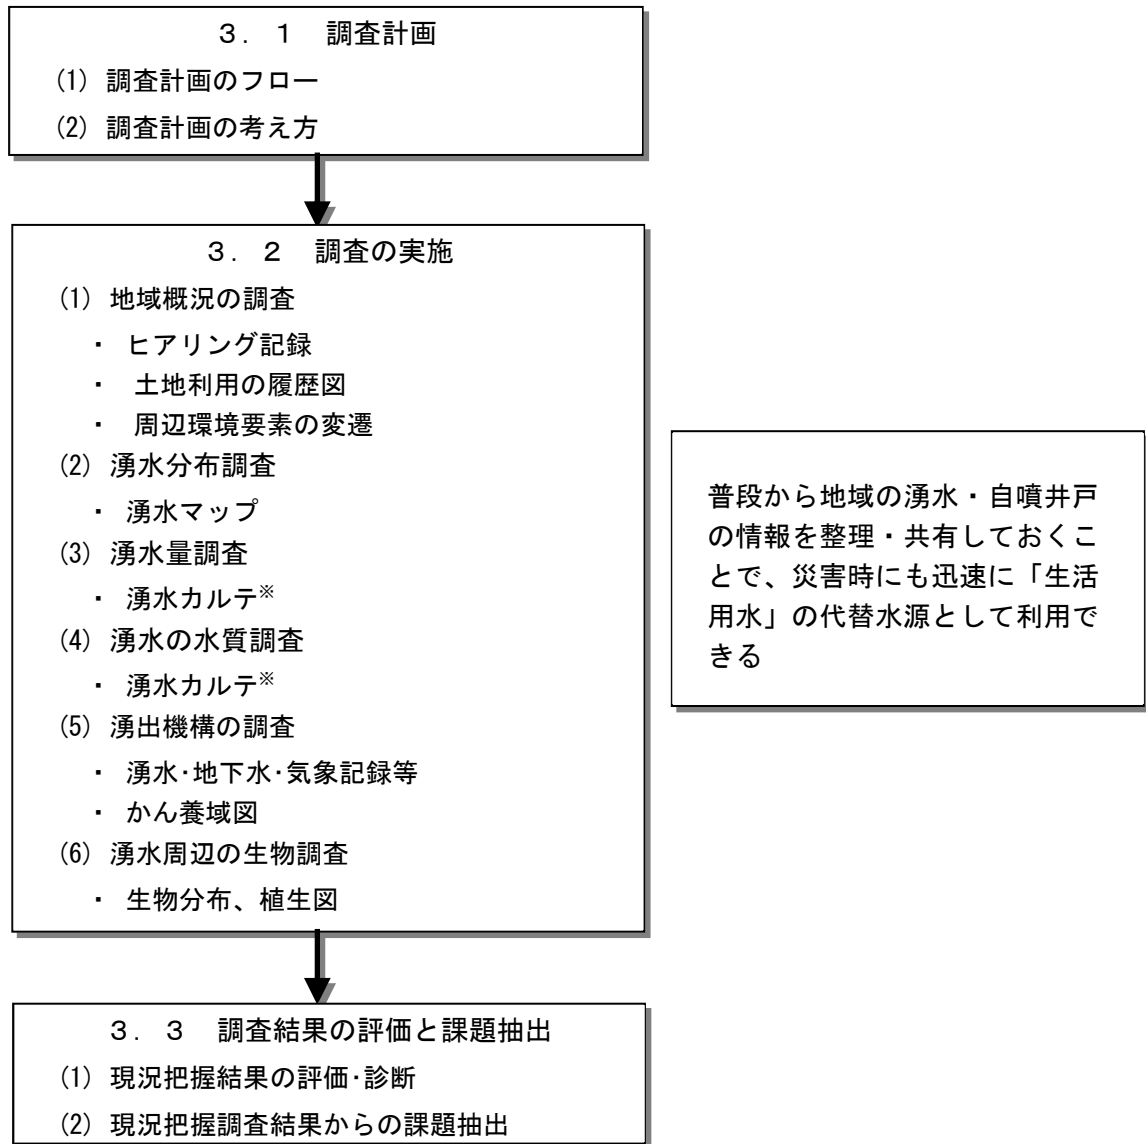 ３．１　調査計画
(1) 調査計画のフロー
(2) 調査計画の考え方
３．２　調査の実施
(1) 地域概況の調査
・ ヒアリング記録
・ 土地利用の履歴図
・ 周辺環境要素の変遷
(2) 湧水分布調査
・ 湧水マップ
(3) 湧水量調査
・ 湧水カルテ※
(4) 湧水の水質調査
・ 湧水カルテ※
(5) 湧出機構の調査
・ 湧水･地下水･気象記録等
・ かん養域図
(6) 湧水周辺の生物調査
・ 生物分布、植生図
普段から地域の湧水・自噴井戸
の情報を整理・共有しておくこ
とで、災害時にも迅速に「生活
用水」の代替水源として利用で
きる
３．３　調査結果の評価と課題抽出
(1) 現況把握結果の評価･診断
(2) 現況把握調査結果からの課題抽出